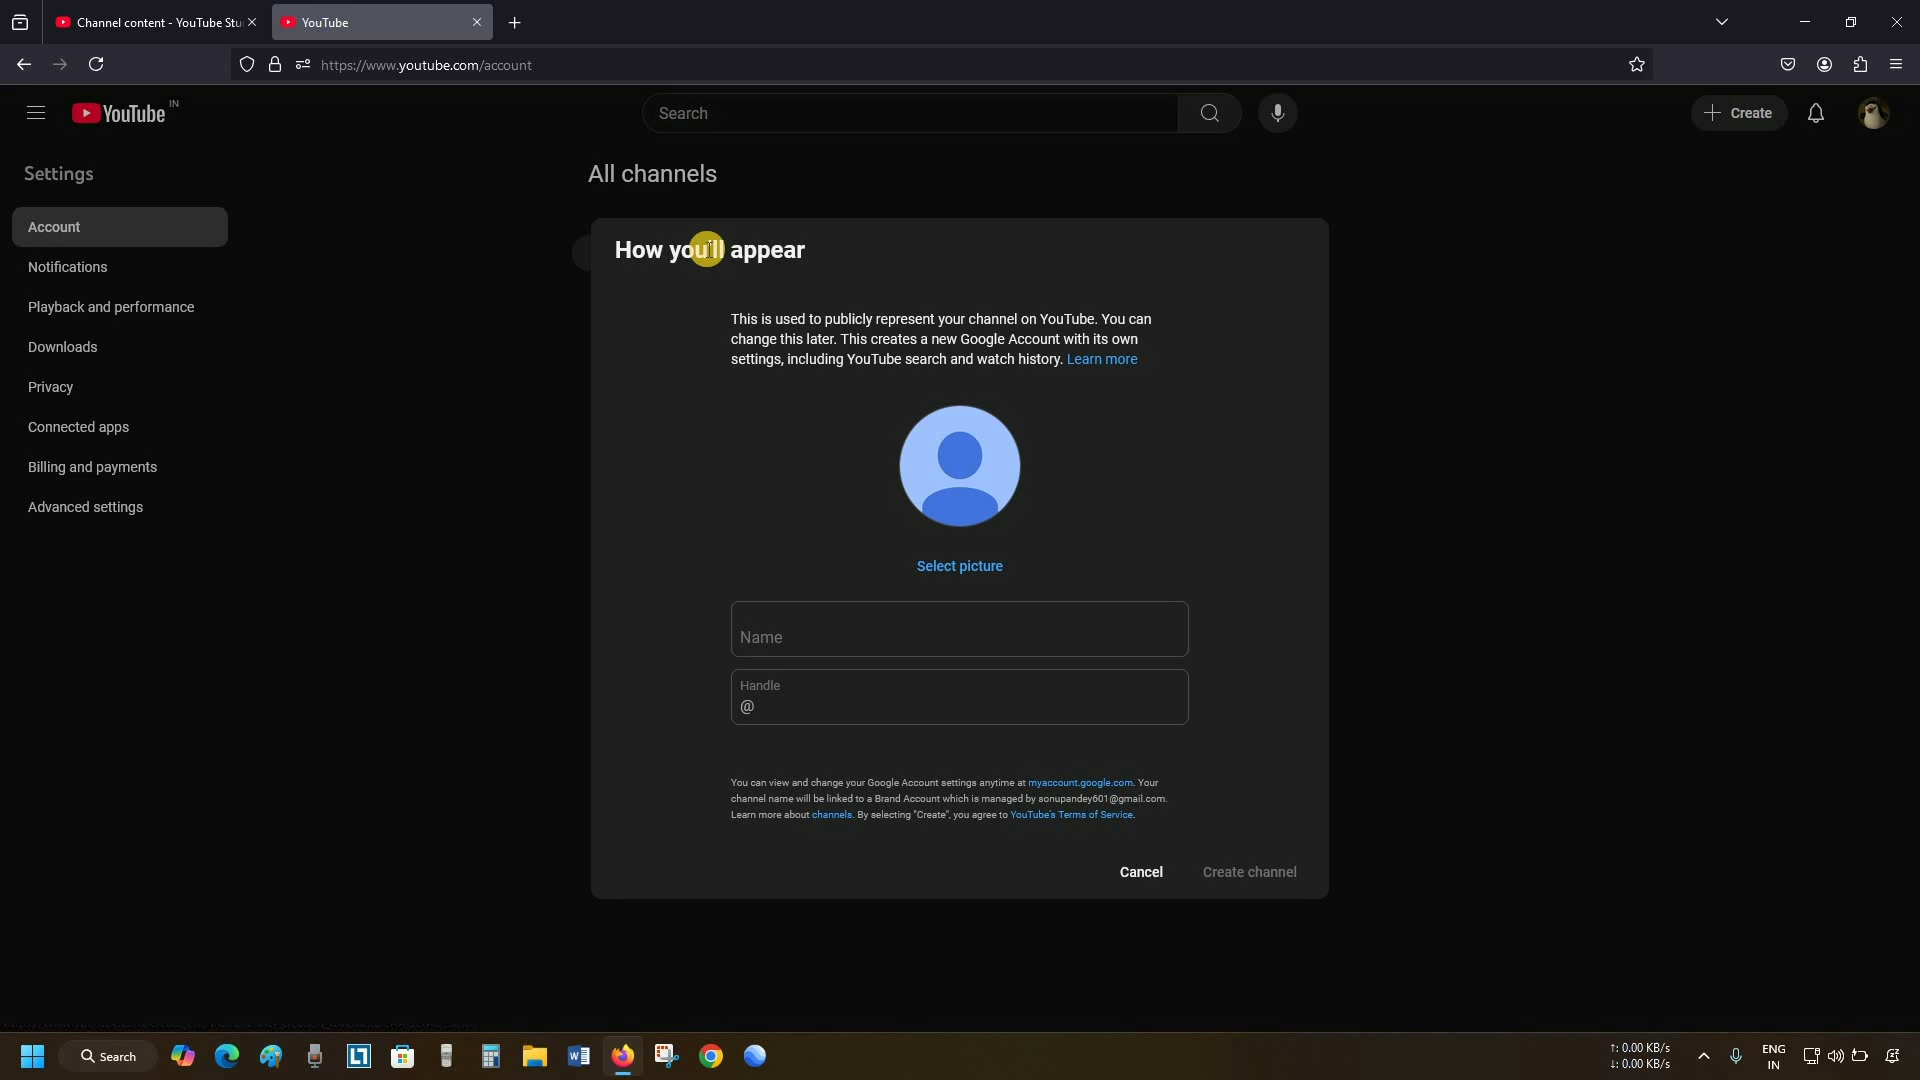 Channel content - YouTube Stu
YouTube
https://www.youtube.com/account
YouTube IN
Search
Create
Settings
All channels
Account
Notifications
Playback and performance
Downloads
Privacy
Connected apps
Billing and payments
Advanced settings
How you'll appear
This is used to publicly represent your channel on YouTube. You can
change this later. This creates a new Google Account with its own
settings, including YouTube search and watch history. Learn more
Select picture
Name
Handle
@
You can view and change your Google Account settings anytime at myaccount.google.com. Your
channel name will be linked to a Brand Account which is managed by sonupandey601@gmail.com.
Learn more about channels. By selecting "Create", you agree to YouTube's Terms of Service.
Cancel
Create channel
Search
↑: 0.00 KB/s
↓: 0.00 KB/s
ENG
IN